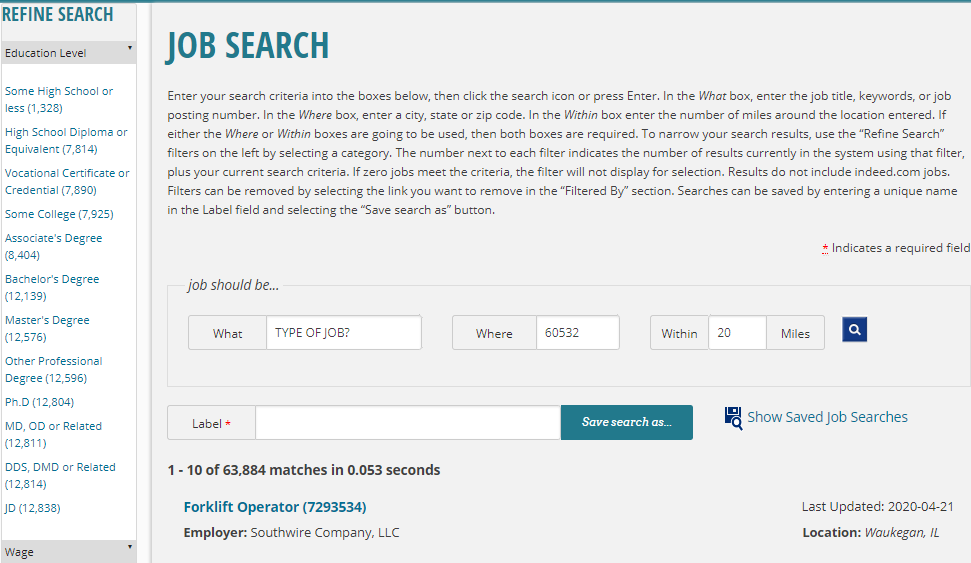 REFINE SEARCH
Education Level
Some High School or
less (1,328)
High School Diploma or
Equivalent (7,814)
Vocational Certificate or
Credential (7,890)
Some College (7,925)
Associate's Degree
(8,404)
Bachelor's Degree
(12,139)
Master's Degree
(12,576)
Other Professional
Degree (12,596)
Ph.D (12,804)
MD, OD or Related
(12,811)
DDS, DMD or Related
(12,814)
JD (12,838)
Wage
JOB SEARCH
Enter your search criteria into the boxes below, then click the search icon or press Enter. In the What box, enter the job title, keywords, or job
posting number. In the Where box, enter a city, state or zip code. In the Within box enter the number of miles around the location entered. If
either the Where or Within boxes are going to be used, then both boxes are required. To narrow your search results, use the “Refine Search”
filters on the left by selecting a category. The number next to each filter indicates the number of results currently in the system using that filter,
plus your current search criteria. If zero jobs meet the criteria, the filter will not display for selection. Results do not include indeed.com jobs.
Filters can be removed by selecting the link you want to remove in the “Filtered By” section. Searches can be saved by entering a unique name
in the Label field and selecting the “Save search as” button.
* Indicates a required field
job should be...
What TYPE OF JOB? Where 60532 Within 20 Miles
Label * Save search as... Show Saved Job Searches
1 - 10 of 63,884 matches in 0.053 seconds
Forklift Operator (7293534) Last Updated: 2020-04-21
Employer: Southwire Company, LLC Location: Waukegan, IL